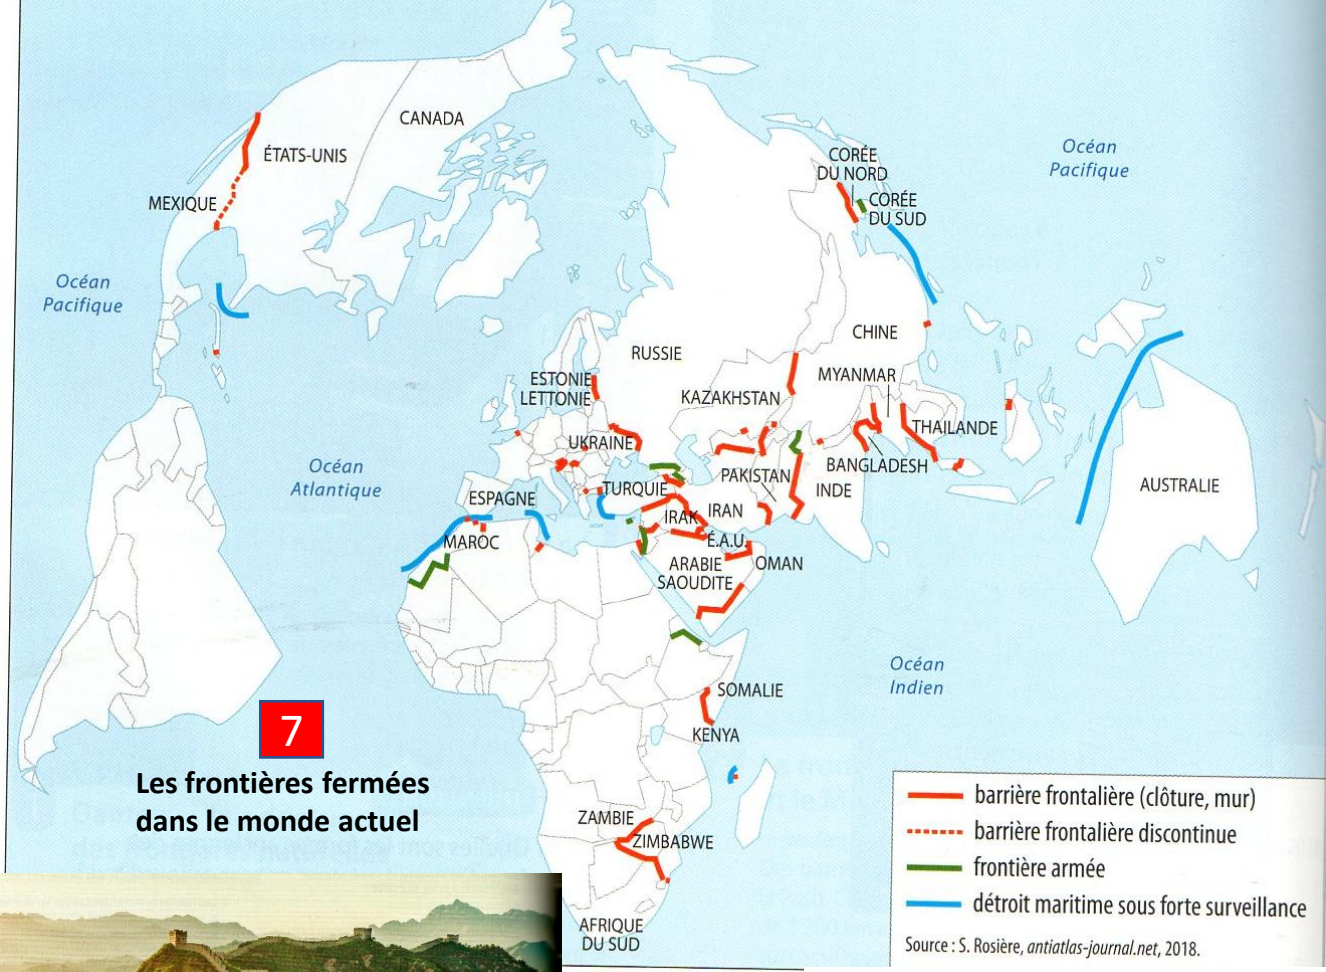 CANADA
ÉTATS-UNIS
MEXIQUE
Océan
Pacifique
Océan
Atlantique
CORÉE
DU NORD
CORÉE
DU SUD
Océan
Pacifique
CHINE
RUSSIE
MYANMAR
ESTONIE
LETTONIE
KAZAKHSTAN
THAILANDE
UKRAINE
BANGLADESH
PAKISTAN
INDE
TURQUIE
ESPAGNE
IRAK
IRAN
AUSTRALIE
MAROC
É.A.U.
ARABIE
SAOUDITE
OMAN
Océan
Indien
SOMALIE
KENYA
ZAMBIE
ZIMBABWE
AFRIQUE
DU SUD
7
Les frontières fermées
dans le monde actuel
barrière frontalière (clôture, mur)
barrière frontalière discontinue
frontière armée
détroit maritime sous forte surveillance
Source : S. Rosière, antiatlas-journal.net, 2018.